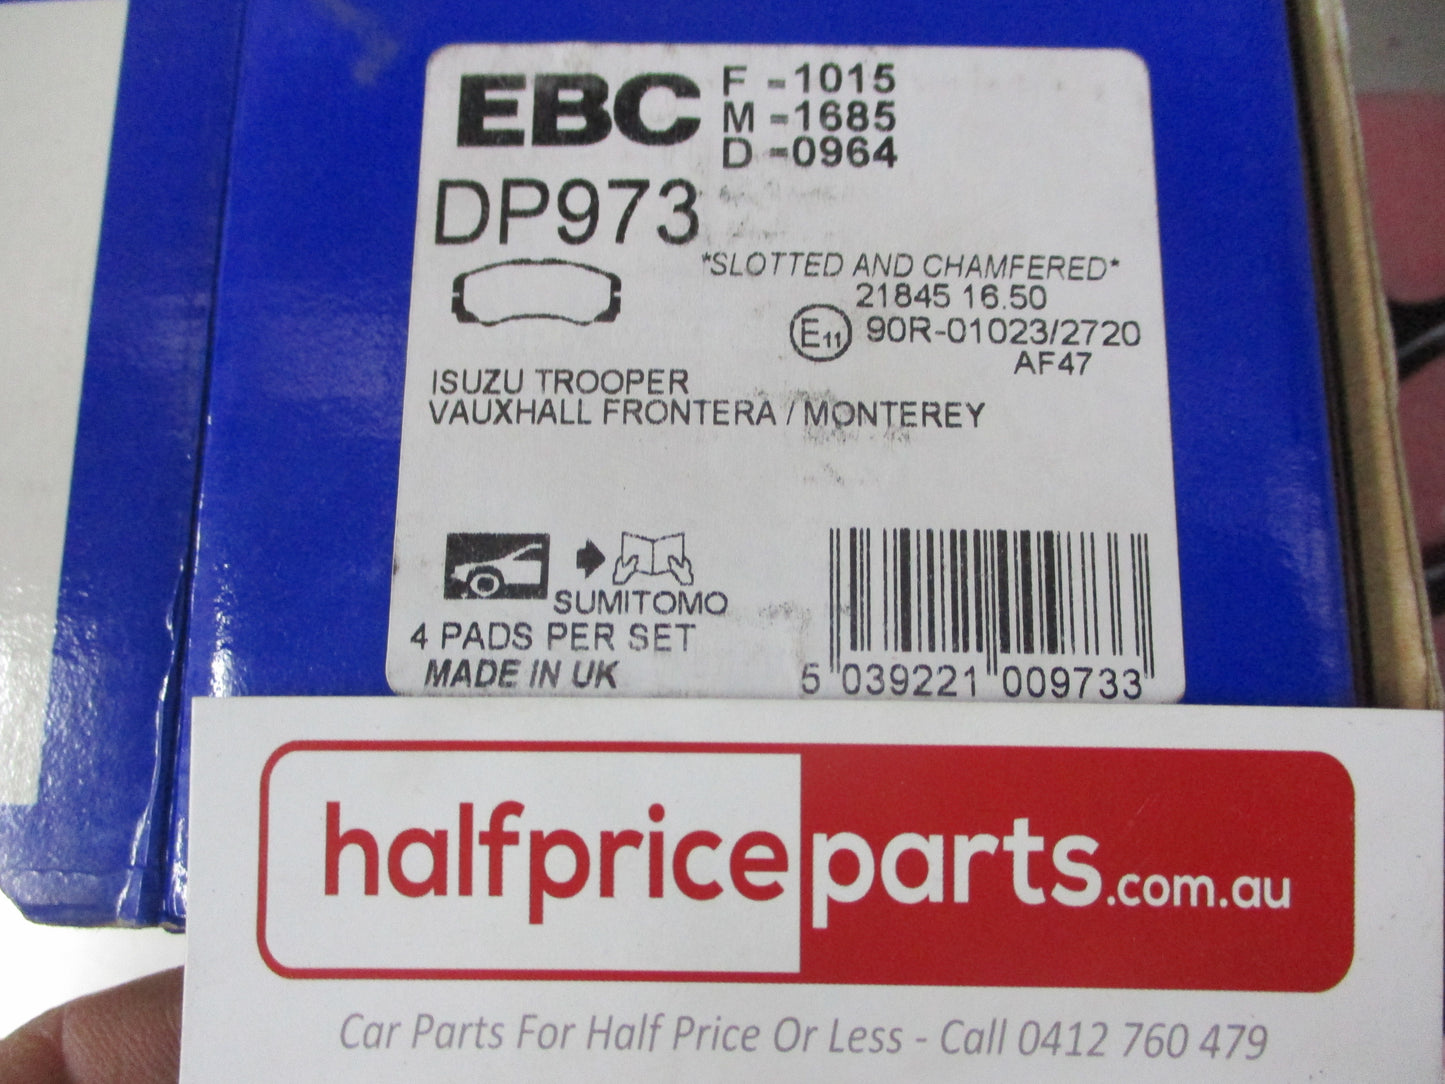 EBC
F -1015
M -1685
D -0964
DP973
*SLOTTED AND CHAMFERED*
21845 16.50
E11 90R-01023/2720
AF47
ISUZU TROOPER
VAUXHALL FRONTERA / MONTEREY
SUMITOMO
4 PADS PER SET
MADE IN UK
5 039221 009733
halfpriceparts.com.au
Car Parts For Half Price Or Less - Call 0412 760 479